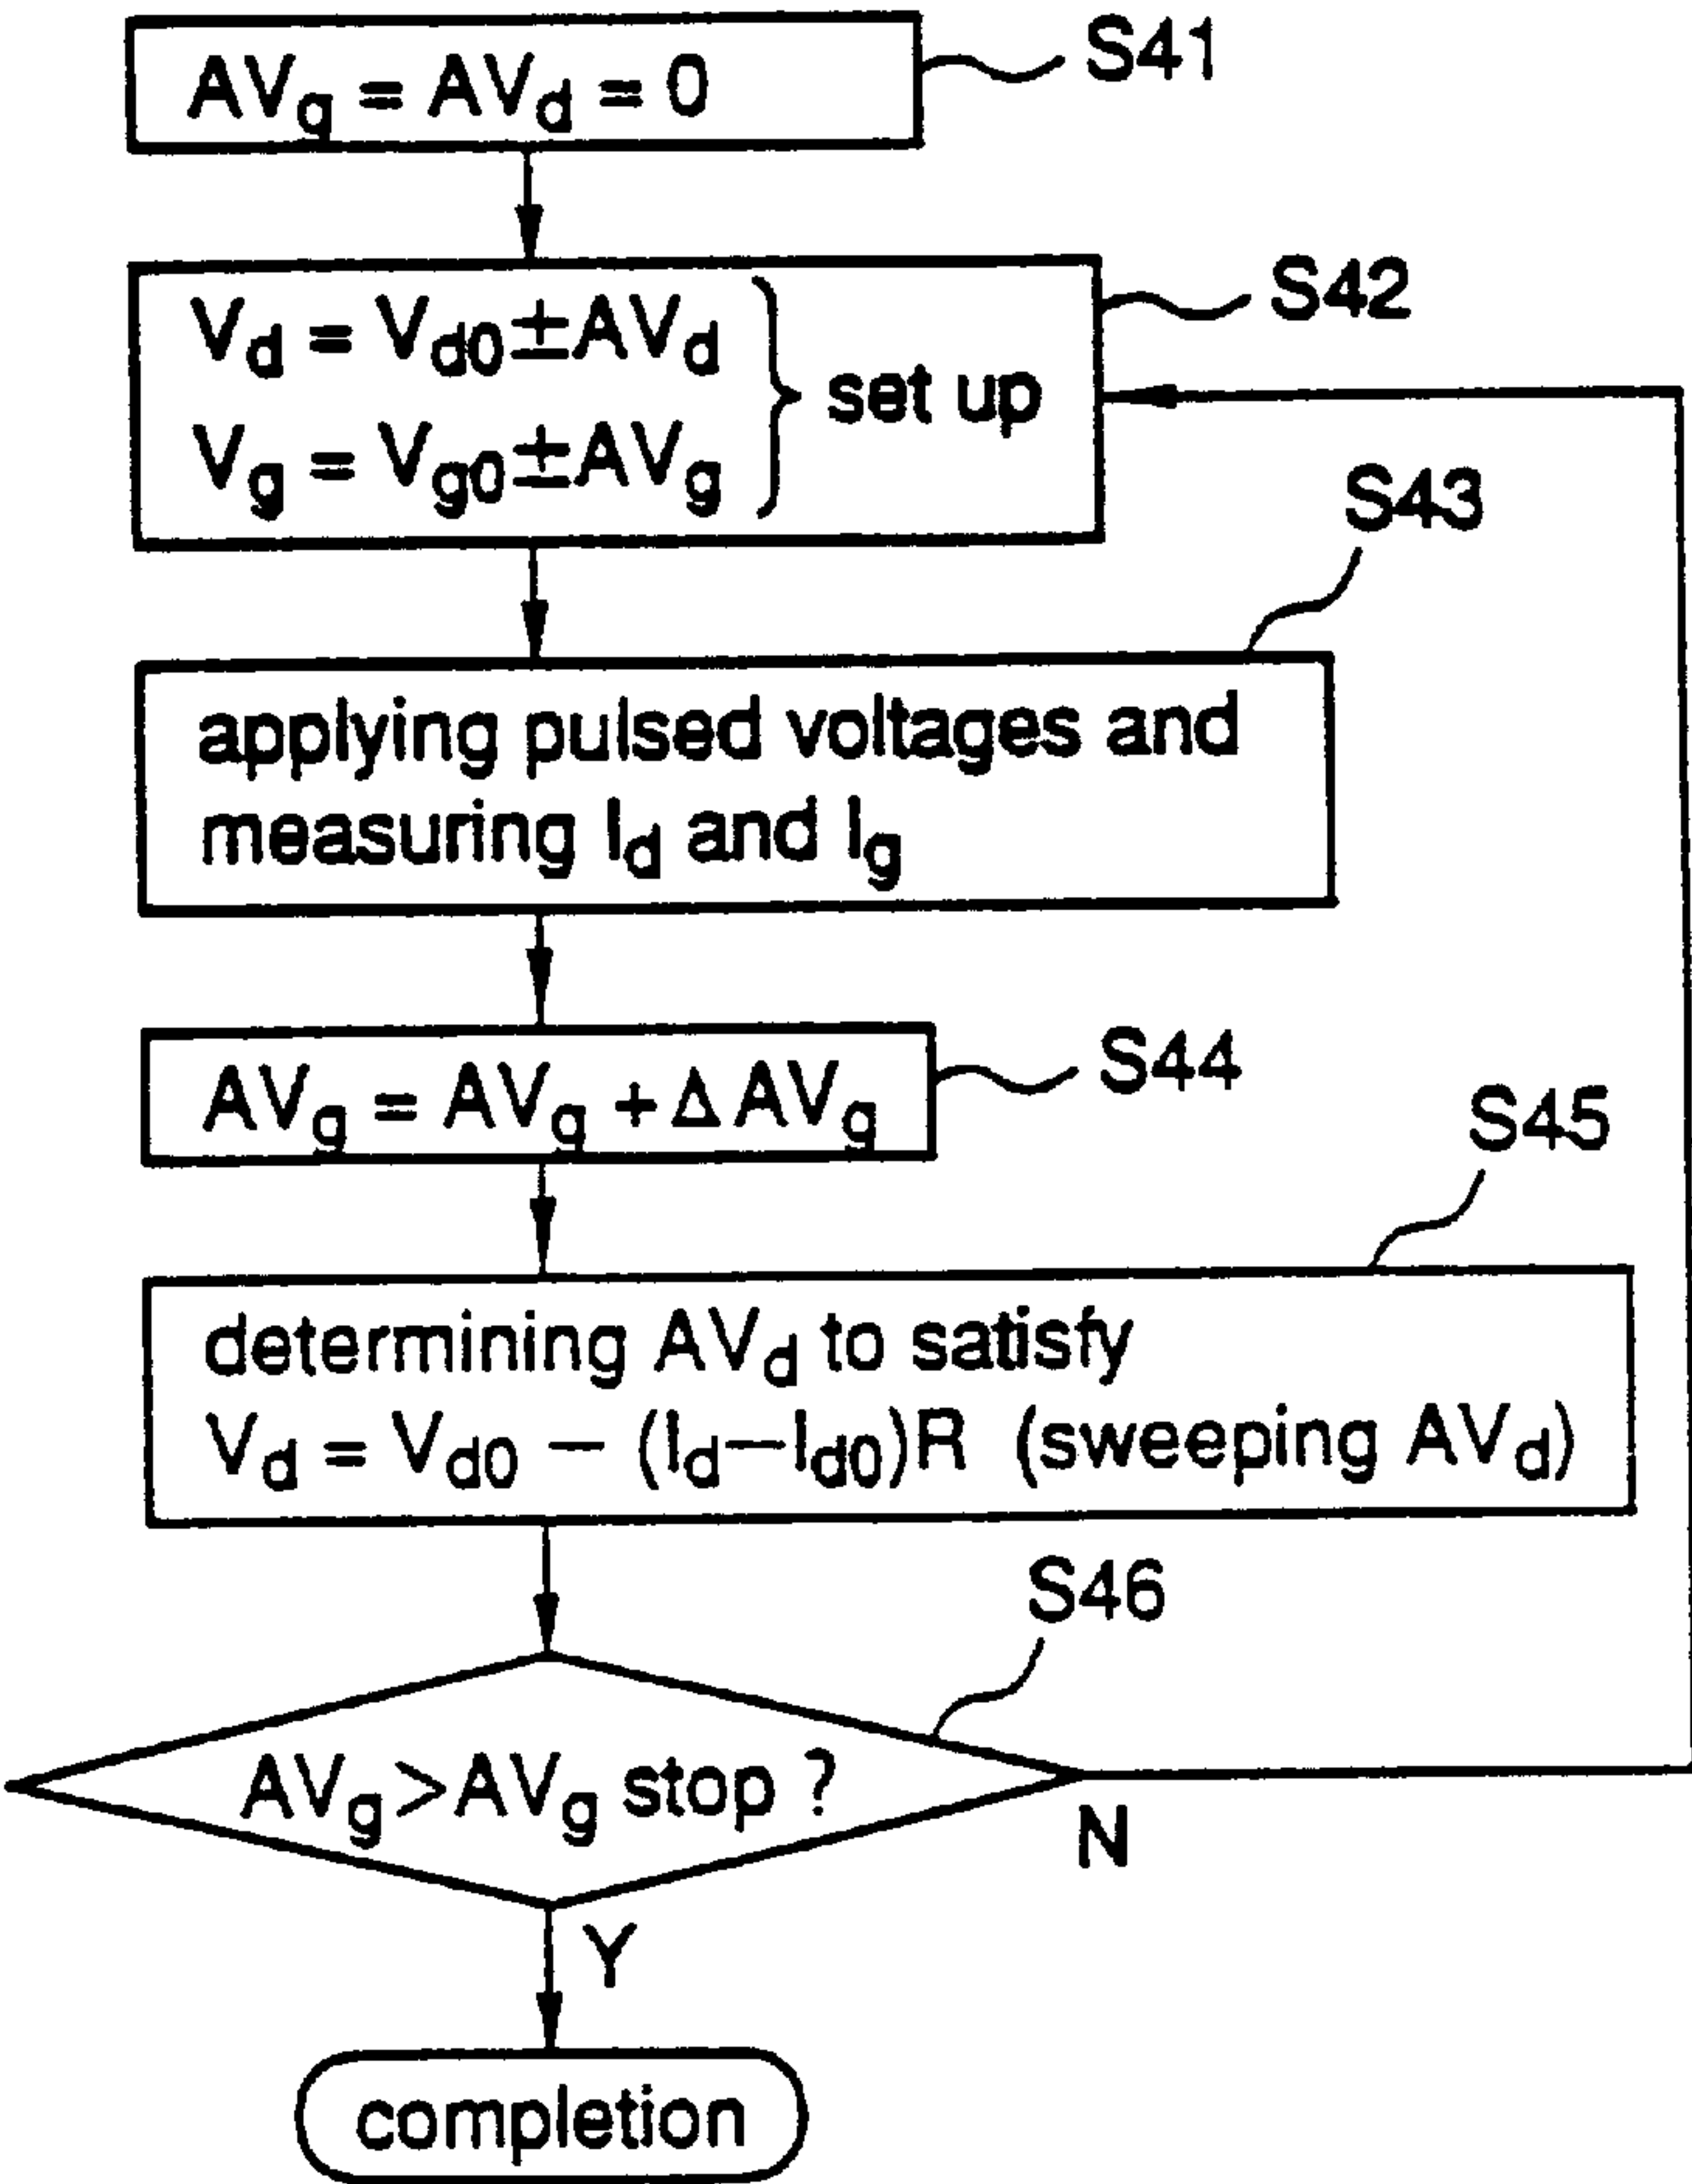 AVg = AVd = 0
S41
Vd = Vd0±AVd
Vg = Vg0±AVg
set up
S42
S43
applying pulsed voltages and
measuring Id and Ig
AVg = AVg + ΔAVg
S44
S45
determining AVd to satisfy
Vd = Vd0 − (Id−Id0)R (sweeping AVd)
S46
AVg>AVg stop ?
N
Y
completion